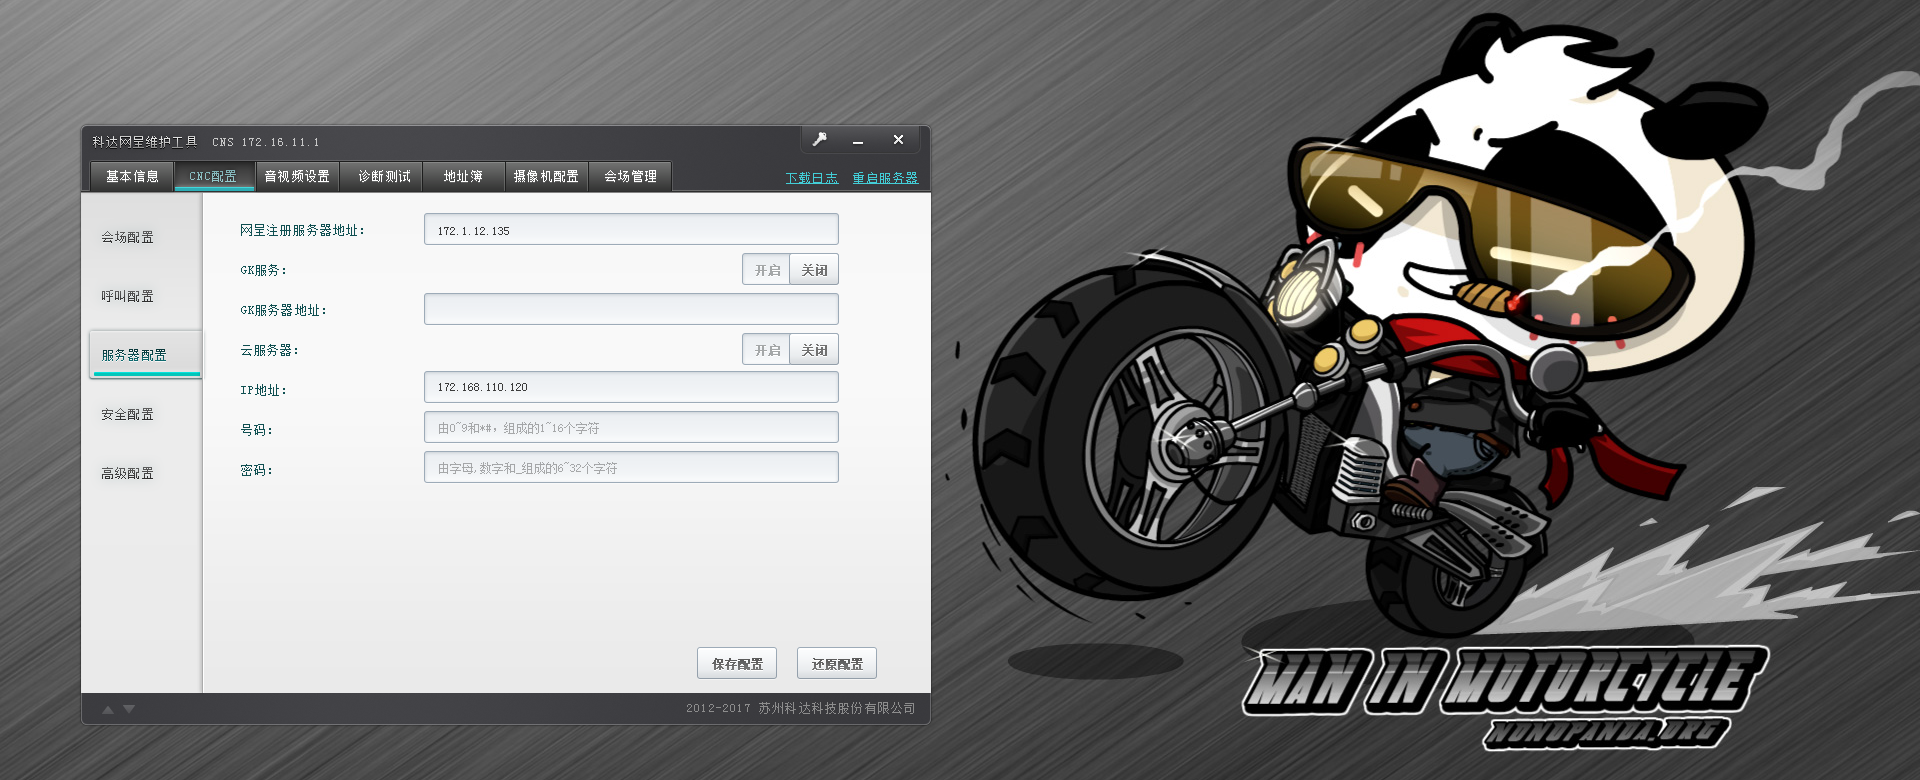 科达网呈维护工具 CNS 172.16.11.1
基本信息 CNC配置 音视频设置 诊断测试 地址簿 摄像机配置 会场管理 下载日志 重启服务器
会场配置
呼叫配置
服务器配置
安全配置
高级配置
网呈注册服务器地址: 172.1.12.135
GK服务: 开启 关闭
GK服务器地址:
云服务器: 开启 关闭
IP地址: 172.168.110.120
号码: 由0~9和*#，组成的1~16个字符
密码: 由字母,数字和_组成的6~32个字符
保存配置 还原配置
2012-2017 苏州科达科技股份有限公司
MAN IN MOTORCYCLE
NONOPANDA.ORG